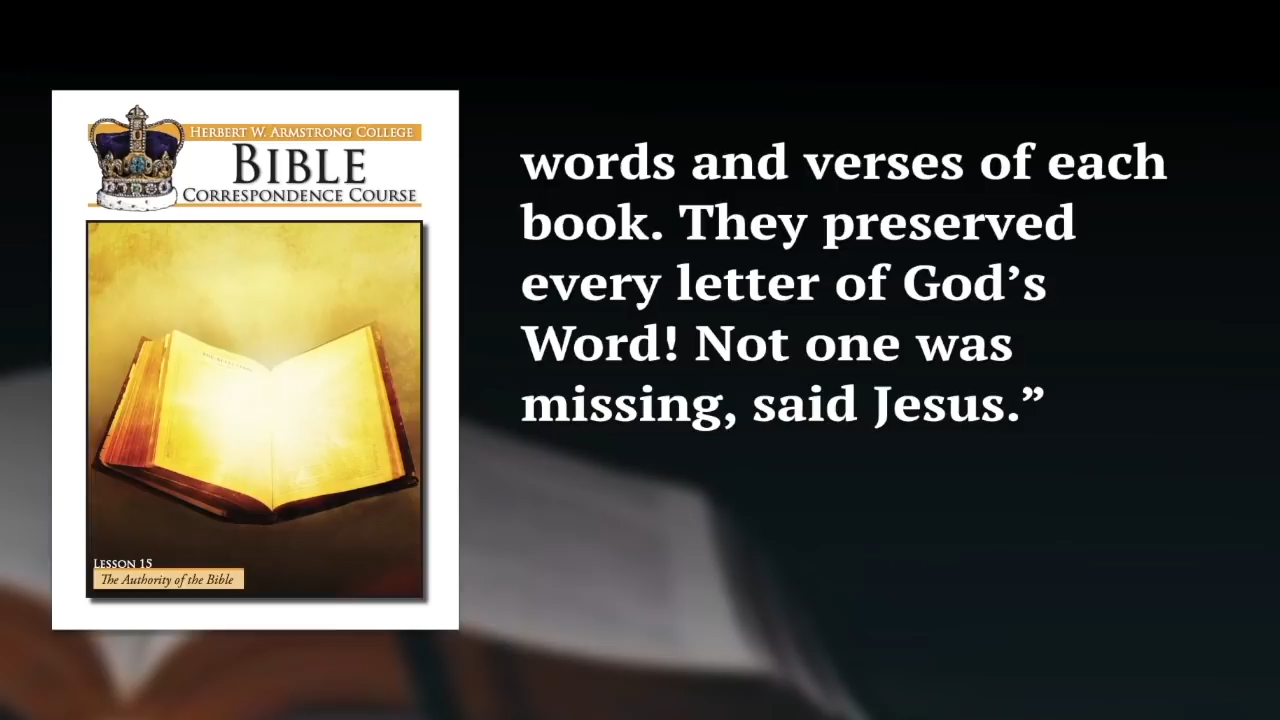 HERBERT W. ARMSTRONG COLLEGE
BIBLE
CORRESPONDENCE COURSE
LESSON 15
The Authority of the Bible
words and verses of each
book. They preserved
every letter of God’s
Word! Not one was
missing, said Jesus.”